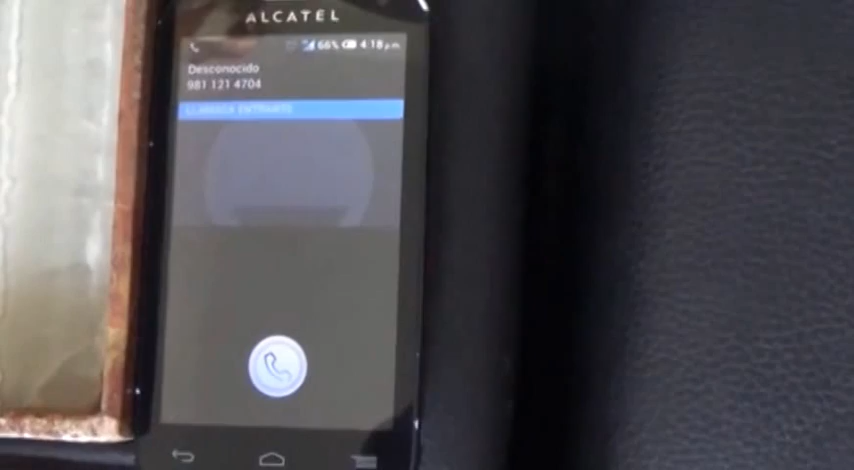 ALCATEL
66% 4:18 p.m.
Desconocido
981 121 4704
LLAMADA ENTRANTE